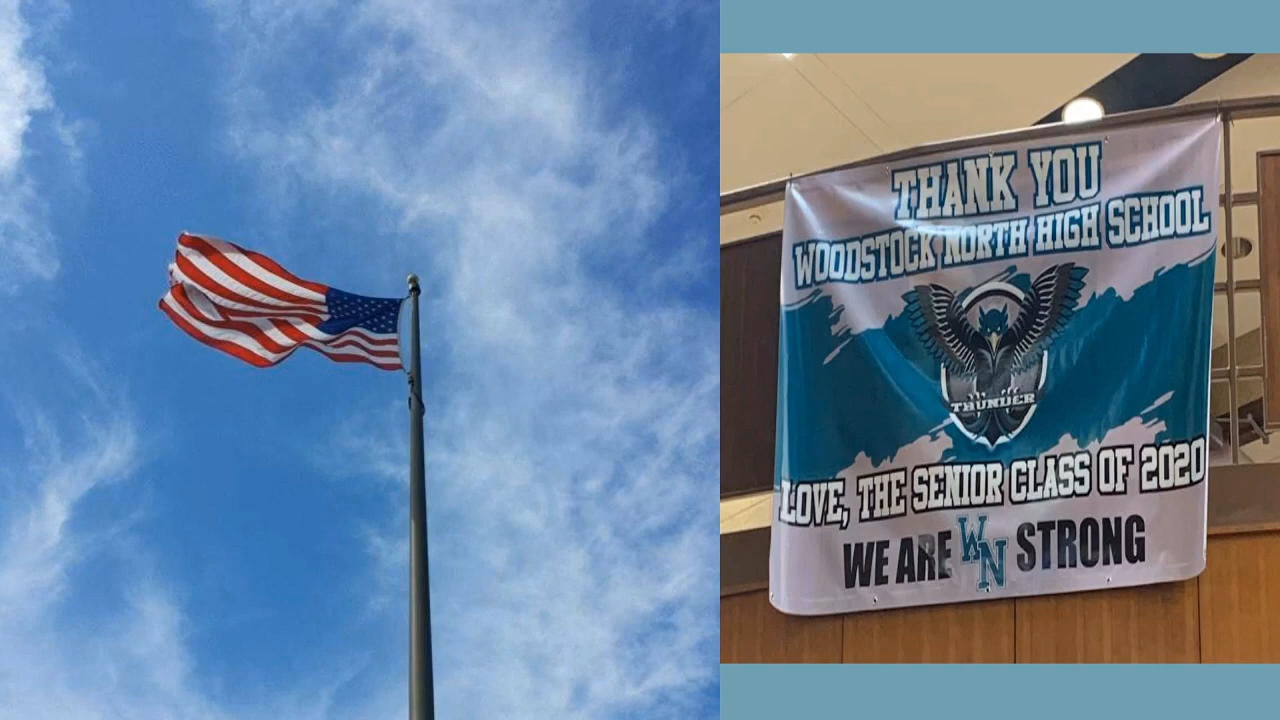 THANK YOU
WOODSTOCK NORTH HIGH SCHOOL
THUNDER
LOVE, THE SENIOR CLASS OF 2020
WE ARE WN STRONG